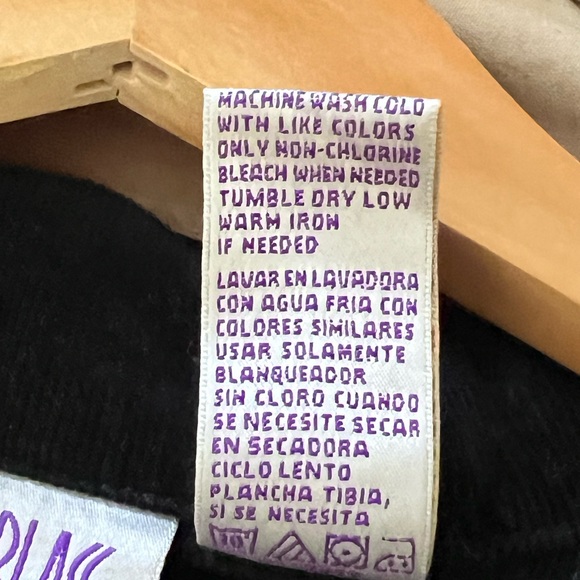 MACHINE WASH COLD
WITH LIKE COLORS
ONLY NON-CHLORINE
BLEACH WHEN NEEDED
TUMBLE DRY LOW
WARM IRON
IF NEEDED
LAVAR EN LAVADORA
CON AGUA FRIA CON
COLORES SIMILARES
USAR SOLAMENTE
BLANQUEADOR
SIN CLORO CUANDO
SE NECESITE SECAR
EN SECADORA
CICLO LENTO
PLANCHA TIBIA,
SI SE NECESITA